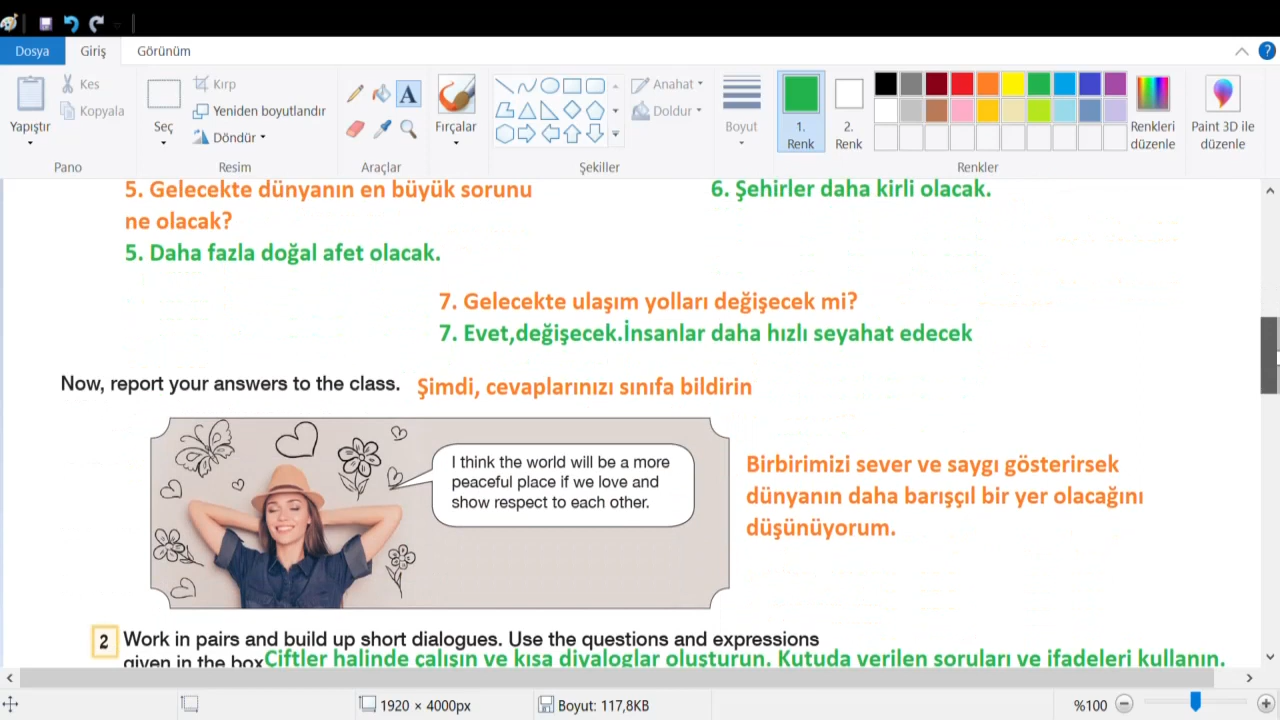 Dosya Giriş Görünüm
Yapıştır
Kes
Kopyala
Pano
Seç
Kırp
Yeniden boyutlandır
Döndür
Resim
A
Araçlar
Fırçalar
Şekiller
Anahat
Doldur
Boyut
1.
Renk
2.
Renk
Renkler
Renkleri
düzenle
Paint 3D ile
düzenle
5. Gelecekte dünyanın en büyük sorunu
ne olacak?
5. Daha fazla doğal afet olacak.
6. Şehirler daha kirli olacak.
7. Gelecekte ulaşım yolları değişecek mi?
7. Evet,değişecek.İnsanlar daha hızlı seyahat edecek
Now, report your answers to the class. Şimdi, cevaplarınızı sınıfa bildirin
I think the world will be a more
peaceful place if we love and
show respect to each other.
Birbirimizi sever ve saygı gösterirsek
dünyanın daha barışçıl bir yer olacağını
düşünüyorum.
2 Work in pairs and build up short dialogues. Use the questions and expressions
given in the box Çiftler halinde çalışın ve kısa diyaloglar oluşturun. Kutuda verilen soruları ve ifadeleri kullanın.
1920 × 4000px Boyut: 117,8KB %100